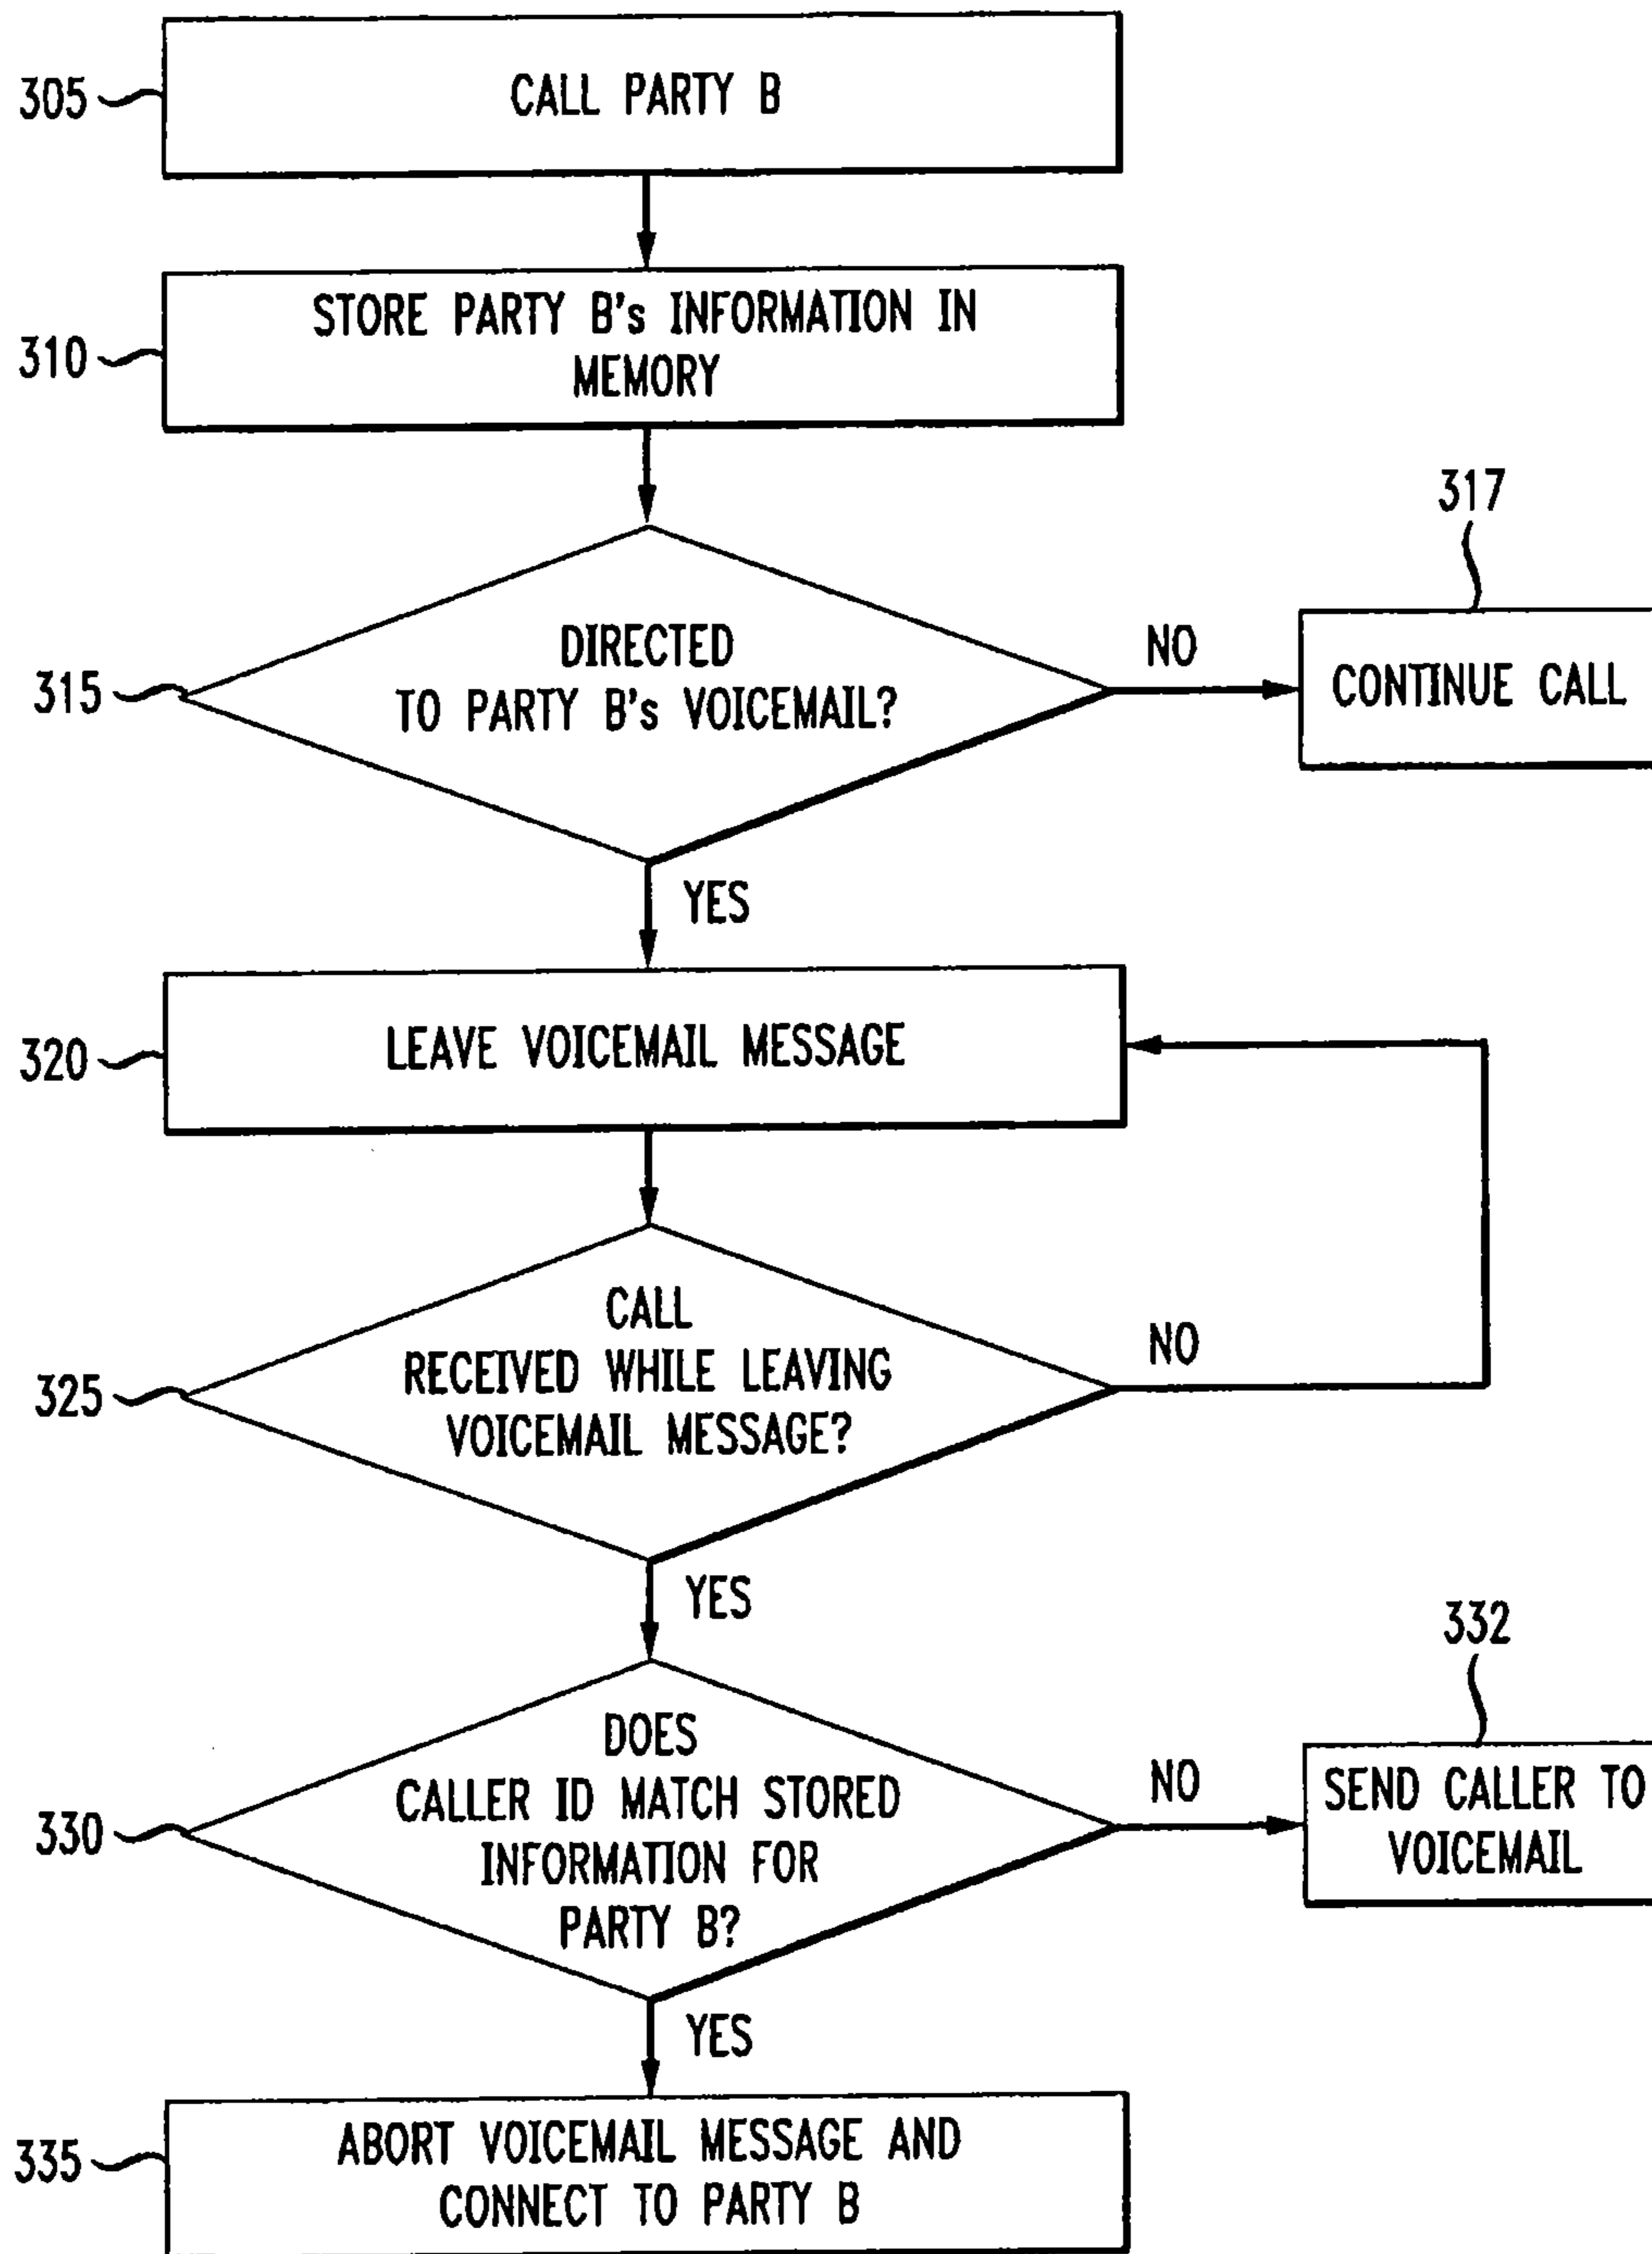 305
CALL PARTY B
310
STORE PARTY B's INFORMATION IN
MEMORY
317
315
DIRECTED
TO PARTY B's VOICEMAIL?
NO
CONTINUE CALL
YES
320
LEAVE VOICEMAIL MESSAGE
325
CALL
RECEIVED WHILE LEAVING
VOICEMAIL MESSAGE?
NO
YES
332
330
DOES
CALLER ID MATCH STORED
INFORMATION FOR
PARTY B?
NO
SEND CALLER TO
VOICEMAIL
YES
335
ABORT VOICEMAIL MESSAGE AND
CONNECT TO PARTY B